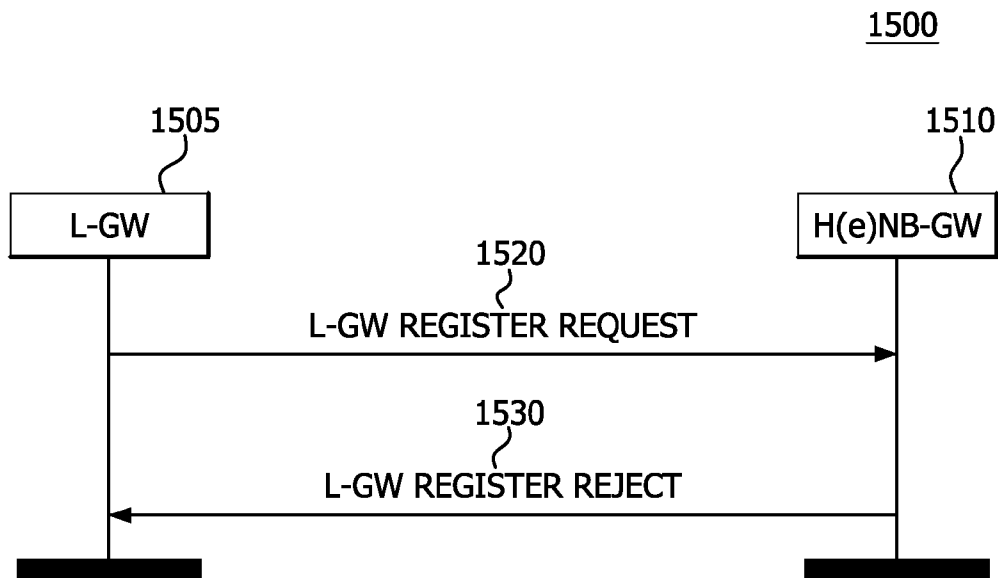 1500
1505
1510
L-GW
H(e)NB-GW
1520
L-GW REGISTER REQUEST
1530
L-GW REGISTER REJECT